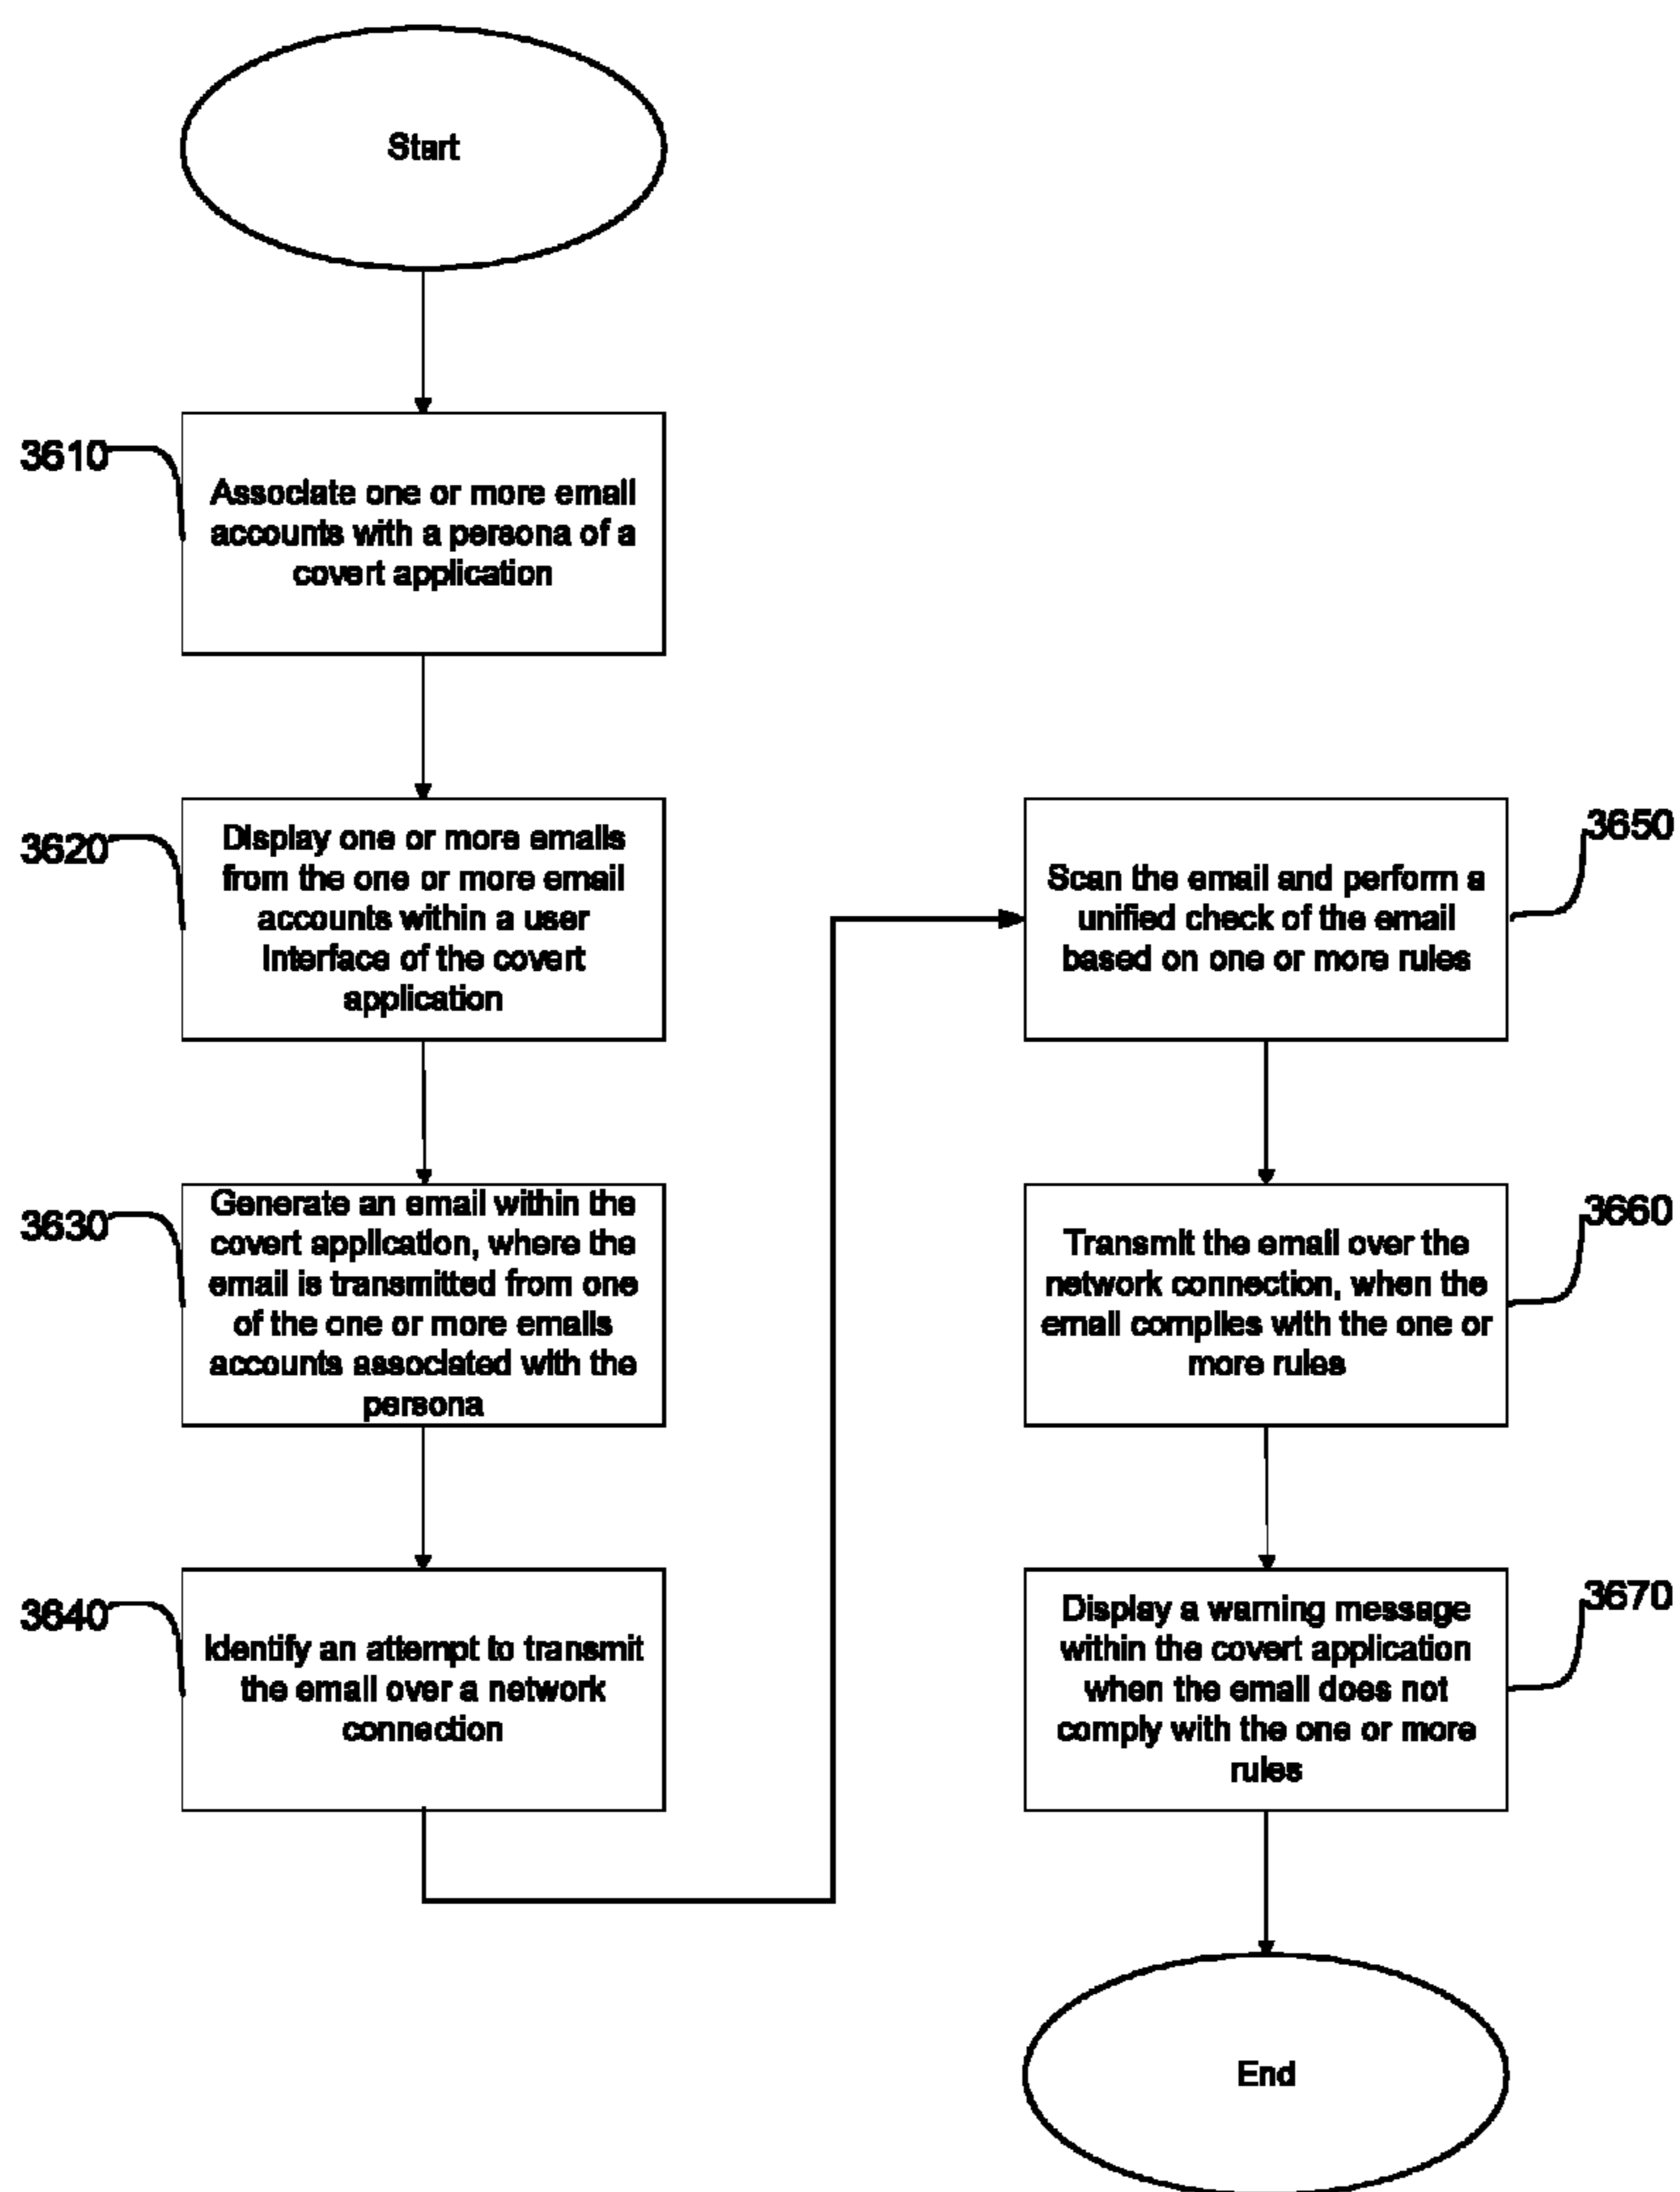 Start
3610
Associate one or more email
accounts with a persona of a
covert application
3620
Display one or more emails
from the one or more email
accounts within a user
interface of the covert
application
3630
Generate an email within the
covert application, where the
email is transmitted from one
of the one or more emails
accounts associated with the
persona
3640
Identify an attempt to transmit
the email over a network
connection
3650
Scan the email and perform a
unified check of the email
based on one or more rules
3660
Transmit the email over the
network connection, when the
email complies with the one or
more rules
3670
Display a warning message
within the covert application
when the email does not
comply with the one or more
rules
End